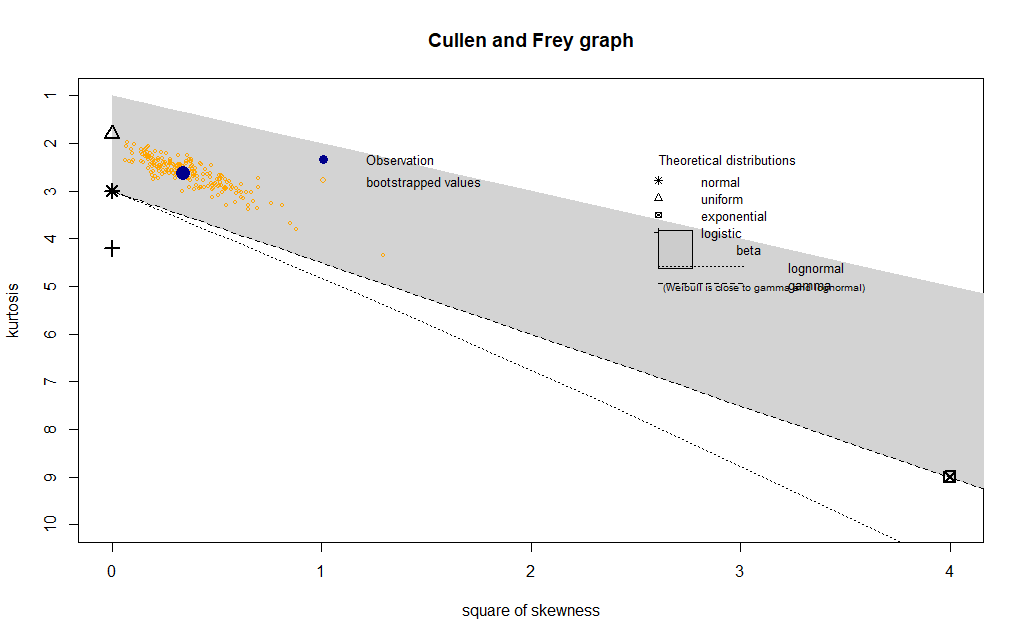 Cullen and Frey graph
kurtosis
1
2
3
4
5
6
7
8
9
10
Observation
bootstrapped values
Theoretical distributions
normal
uniform
exponential
logistic
beta
lognormal
gamma
(Weibull is close to gamma and lognormal)
0
1
2
3
4
square of skewness